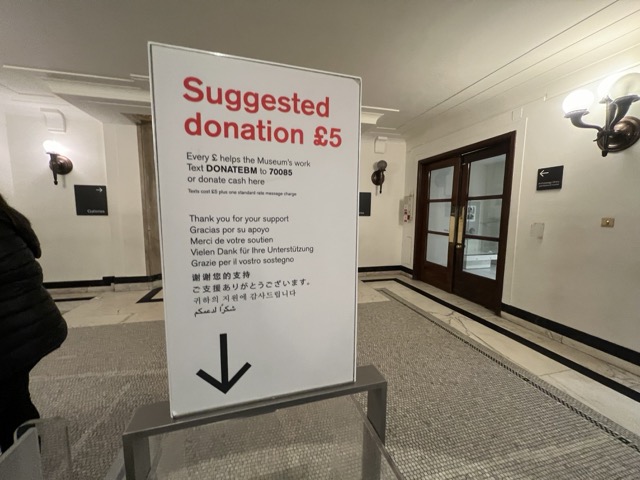 Suggested
donation £5
Every £ helps the Museum's work
Text DONATEBM to 70085
or donate cash here
Texts cost £5 plus one standard rate message charge
Thank you for your support
Gracias por su apoyo
Merci de votre soutien
Vielen Dank für Ihre Unterstützung
Grazie per il vostro sostegno
谢谢您的支持
ご支援ありがとうございます。
귀하의 지원에 감사드립니다
شكرًا لدعمكم